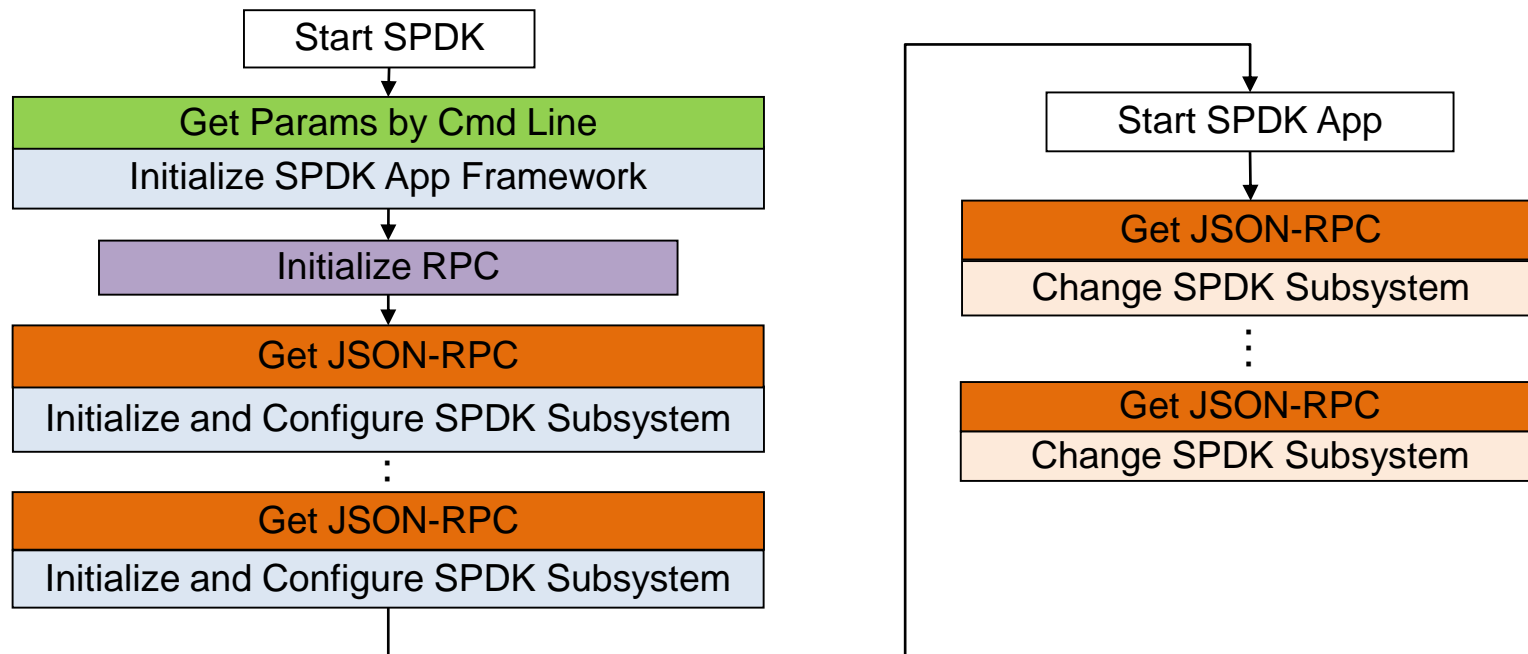 Start SPDK
Get Params by Cmd Line
Initialize SPDK App Framework
Initialize RPC
Get JSON-RPC
Initialize and Configure SPDK Subsystem
:
Get JSON-RPC
Initialize and Configure SPDK Subsystem
Start SPDK App
Get JSON-RPC
Change SPDK Subsystem
⋮
Get JSON-RPC
Change SPDK Subsystem